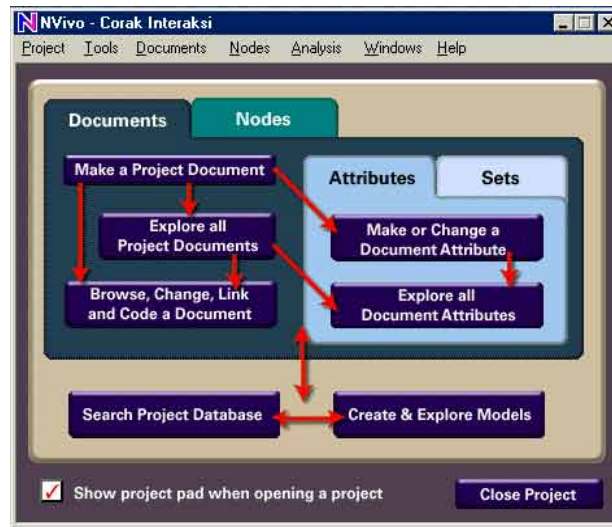 NVivo - Corak Interaksi
Project Tools Documents Nodes Analysis Windows Help
Documents Nodes
Make a Project Document
Attributes Sets
Explore all
Project Documents
Make or Change a
Document Attribute
Browse, Change, Link
and Code a Document
Explore all
Document Attributes
Search Project Database
Create & Explore Models
Show project pad when opening a project
Close Project